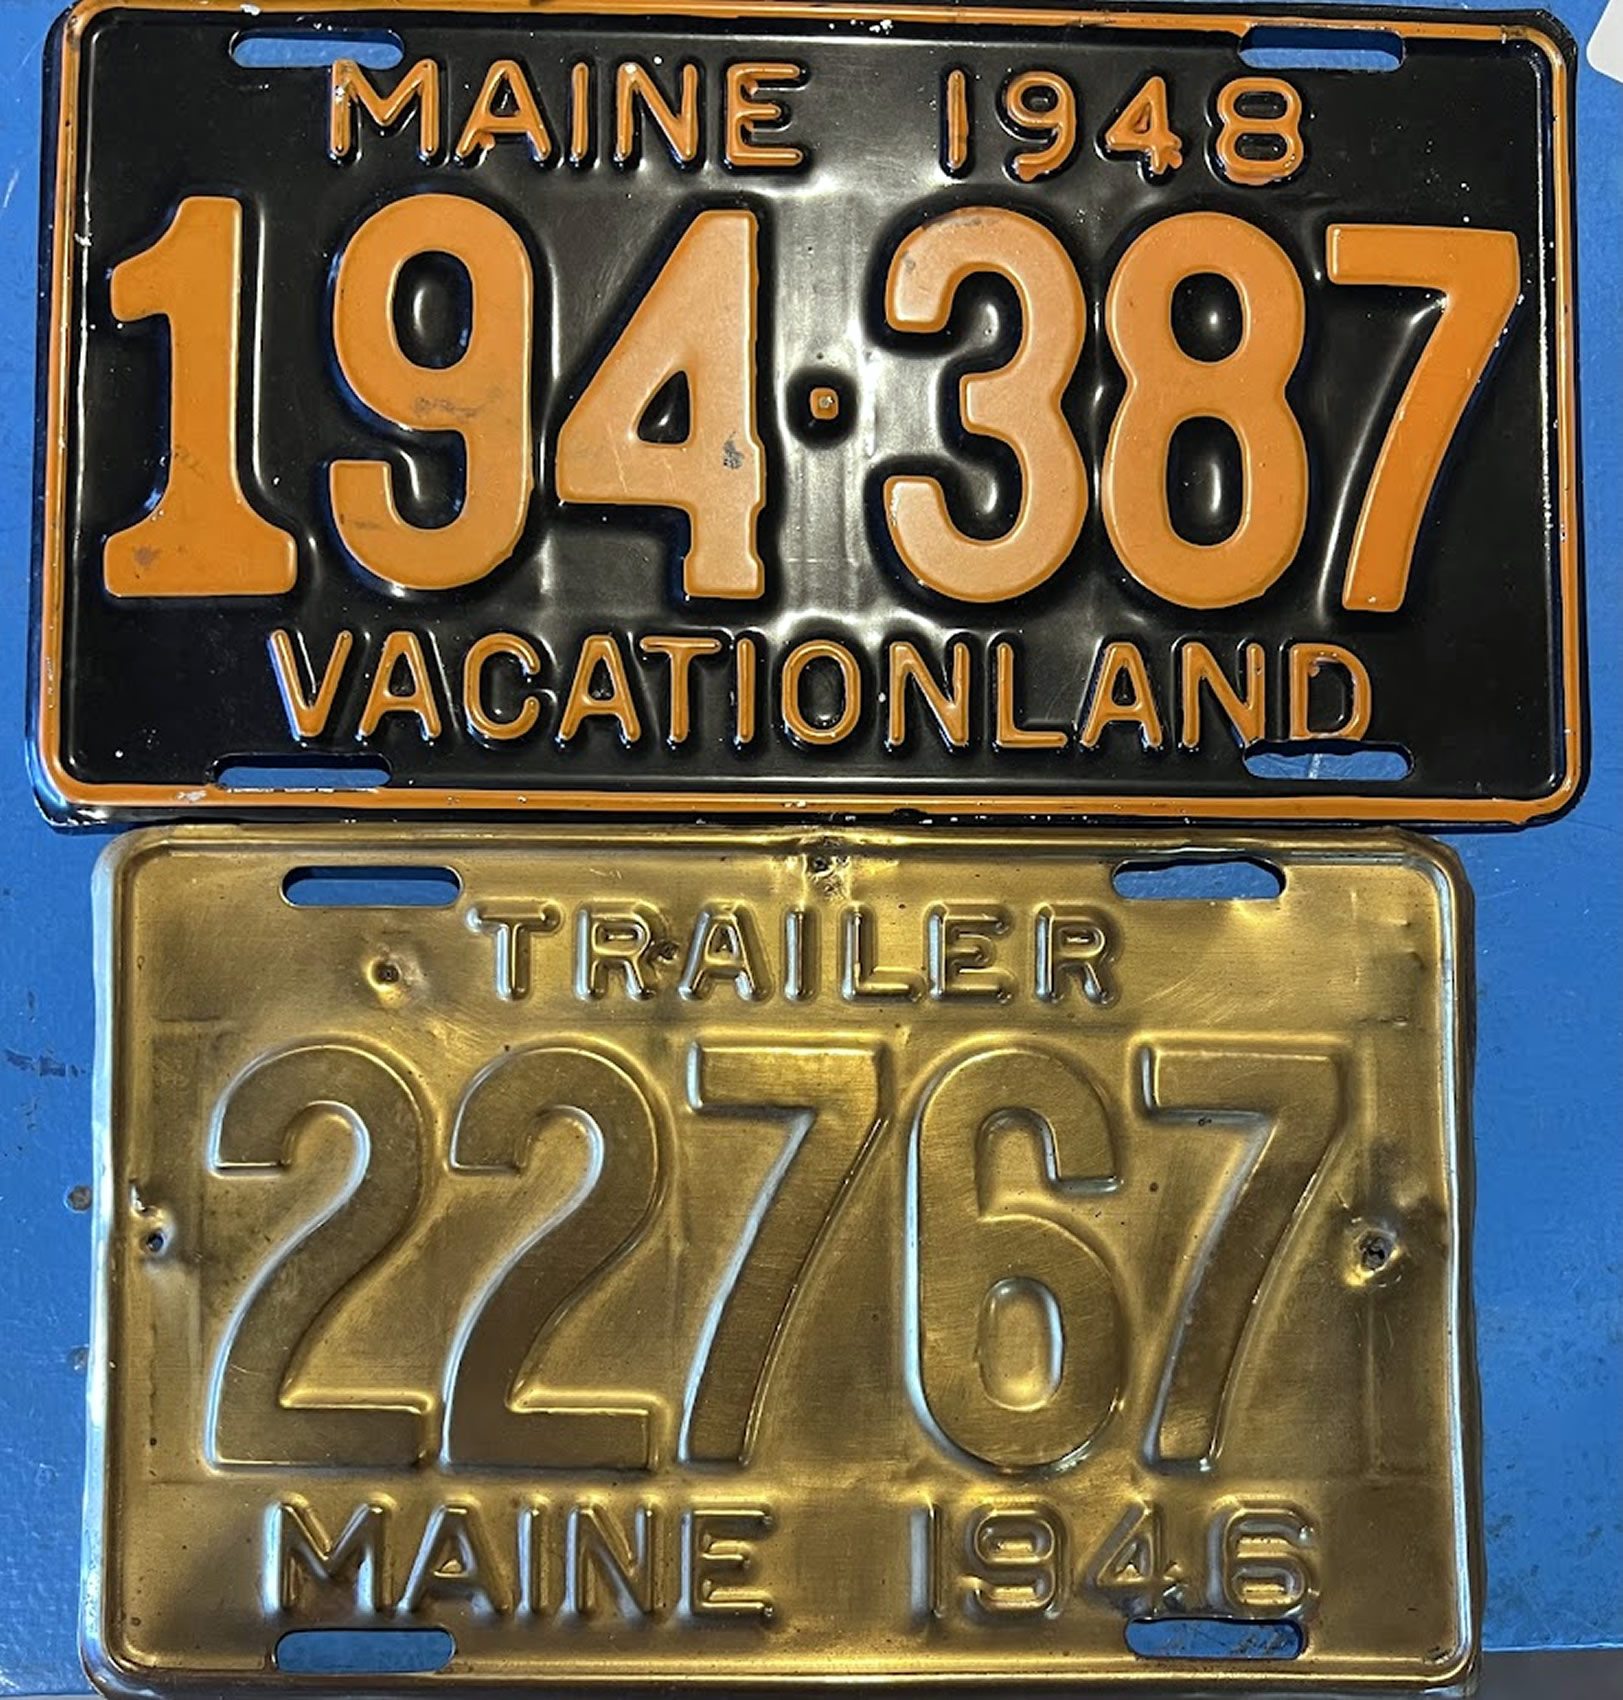 MAINE 1948
194·387
VACATIONLAND
TRAILER
22767
MAINE 1946